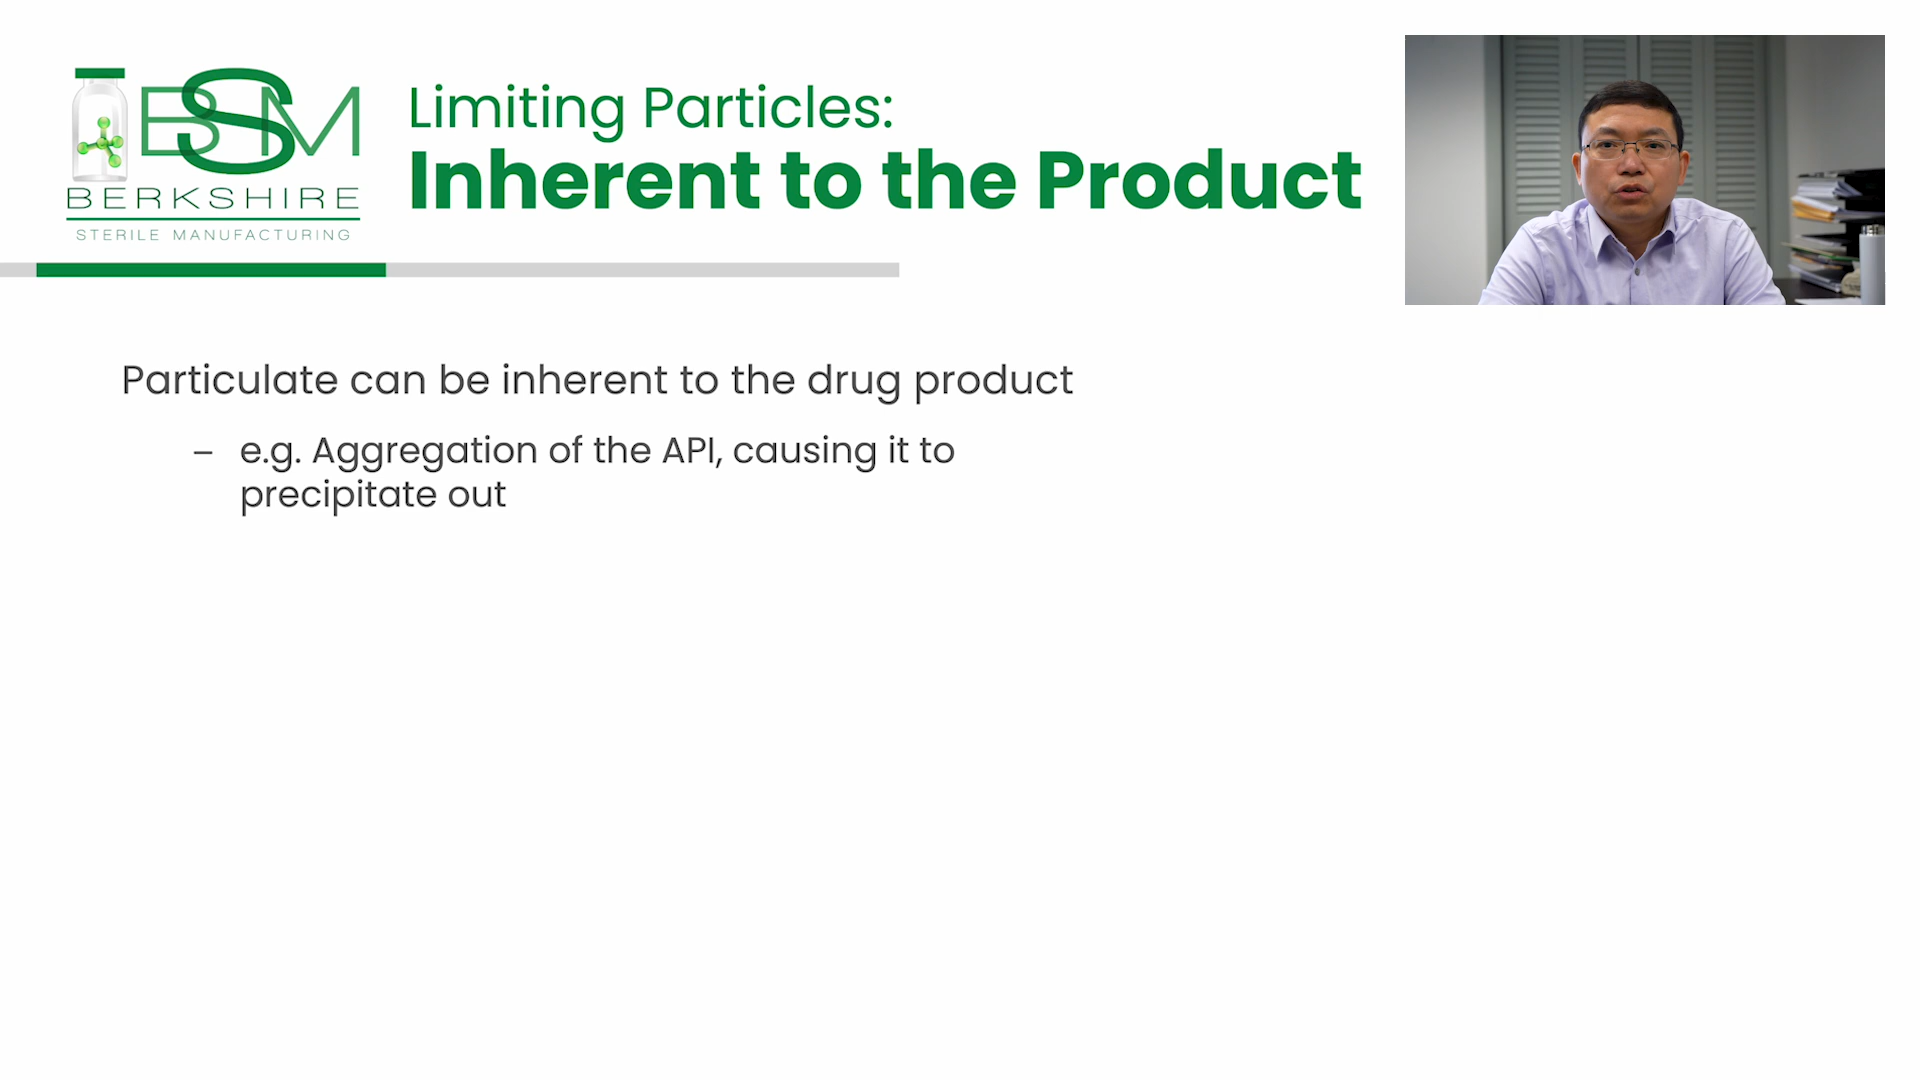 BSM
BERKSHIRE
STERILE MANUFACTURING
Limiting Particles:
Inherent to the Product
Particulate can be inherent to the drug product
– e.g. Aggregation of the API, causing it to
precipitate out